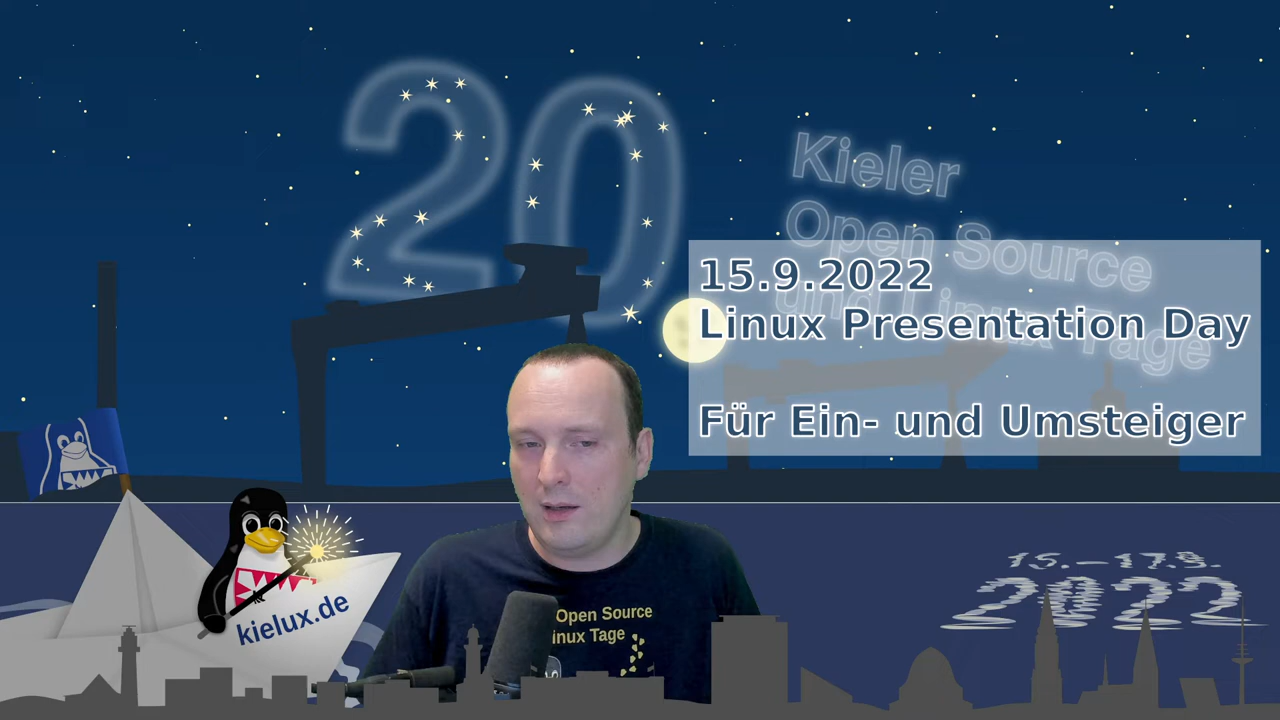 20
Kieler
Open Source
und Linux Tage
15.9.2022
Linux Presentation Day
Für Ein- und Umsteiger
kielux.de
Open Source
inux Tage
15.–17.9.
2022